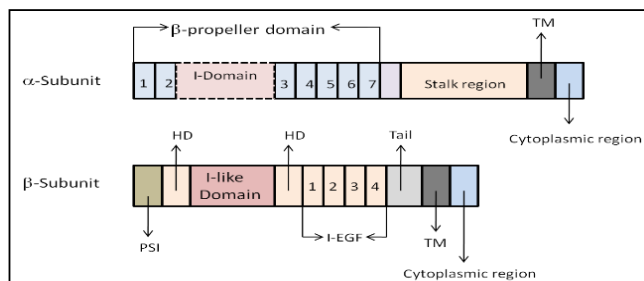 β-propeller domain
TM
α-Subunit
1 2 I-Domain 3 4 5 6 7 Stalk region
Cytoplasmic region
HD HD Tail
β-Subunit
I-like
Domain
1 2 3 4
I-EGF
PSI
TM
Cytoplasmic region